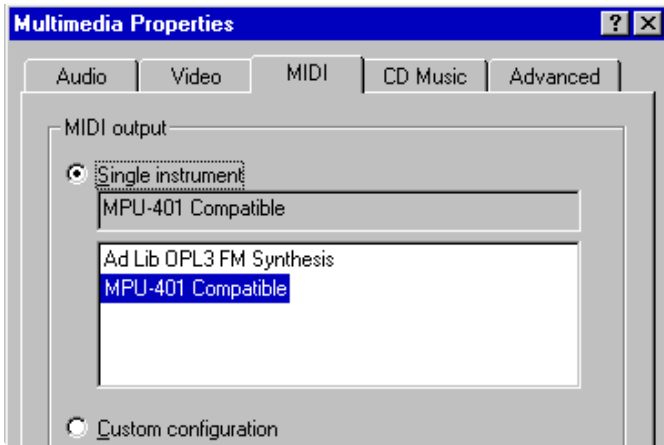 Multimedia Properties
Audio Video MIDI CD Music Advanced
MIDI output
Single instrument
MPU-401 Compatible
Ad Lib OPL3 FM Synthesis
MPU-401 Compatible
Custom configuration